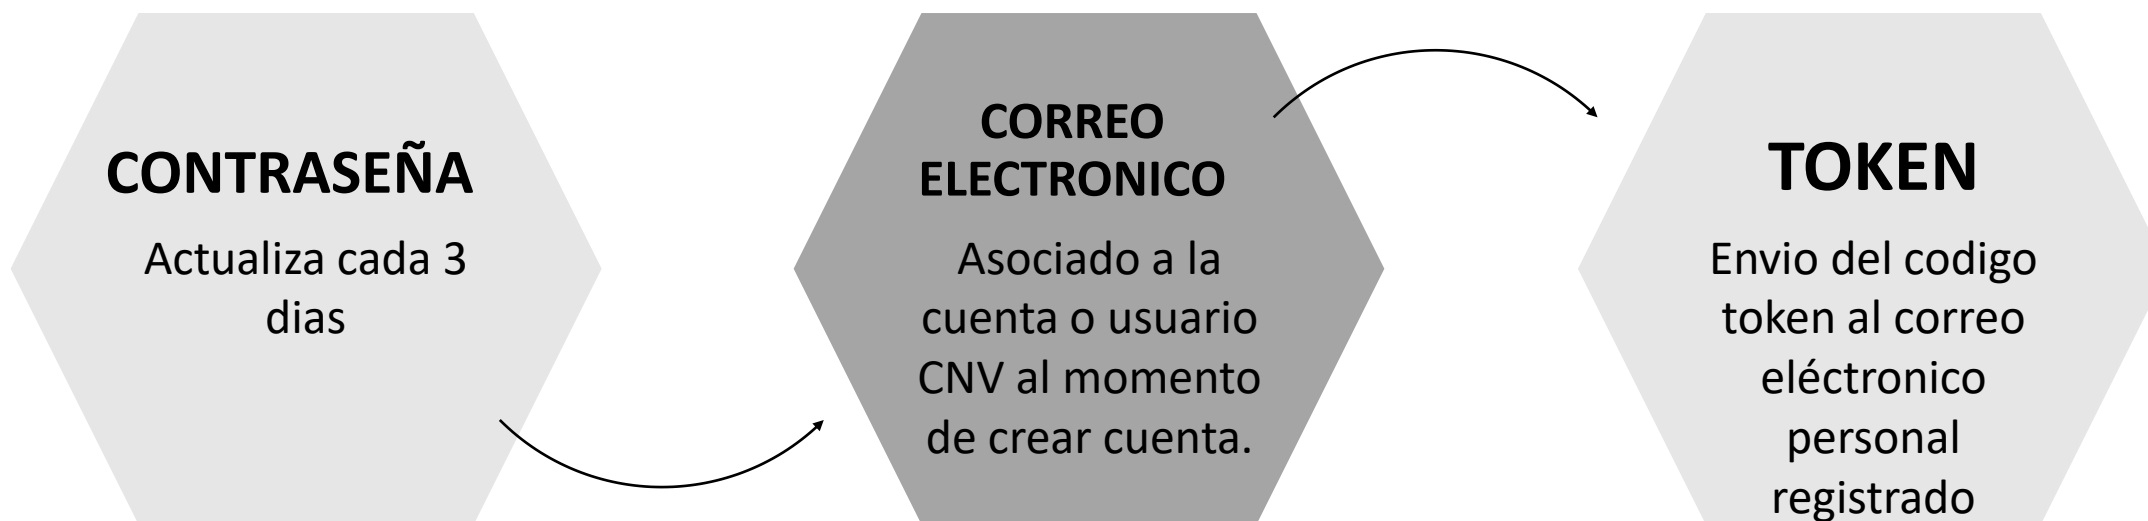 CONTRASEÑA
Actualiza cada 3
dias
CORREO
ELECTRONICO
Asociado a la
cuenta o usuario
CNV al momento
de crear cuenta.
TOKEN
Envio del codigo
token al correo
eléctronico
personal
registrado